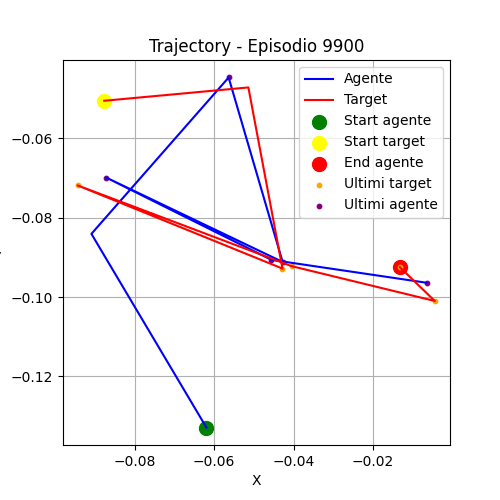 Trajectory - Episodio 9900
Agente
Target
Start agente
Start target
End agente
Ultimi target
Ultimi agente
−0.06
−0.08
−0.10
−0.12
−0.08
−0.06
−0.04
−0.02
X